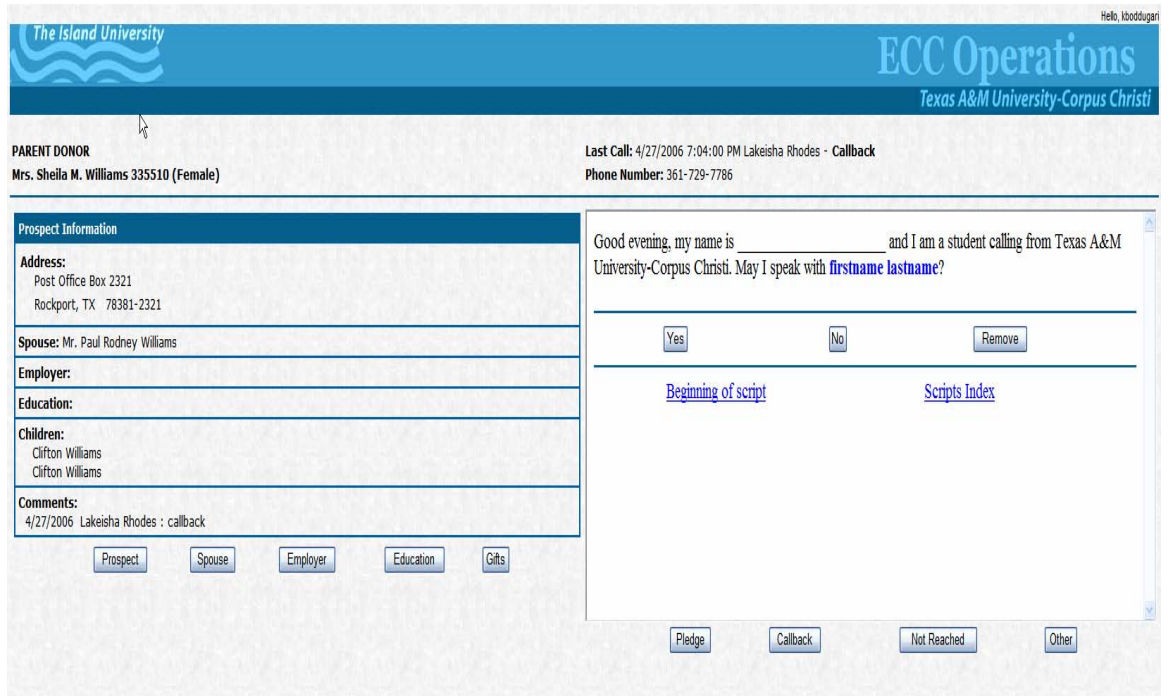 Hello, kboddugari
The Island University
ECC Operations
Texas A&M University-Corpus Christi
PARENT DONOR
Mrs. Sheila M. Williams 335510 (Female)
Last Call: 4/27/2006 7:04:00 PM Lakeisha Rhodes - Callback
Phone Number: 361-729-7786
Prospect Information
Address:
Post Office Box 2321
Rockport, TX 78381-2321
Spouse: Mr. Paul Rodney Williams
Employer:
Education:
Children:
Clifton Williams
Clifton Williams
Comments:
4/27/2006 Lakeisha Rhodes : callback
Prospect Spouse Employer Education Gifts
Good evening, my name is ______________________ and I am a student calling from Texas A&M
University-Corpus Christi. May I speak with firstname lastname?
Yes No Remove
Beginning of script Scripts Index
Pledge Callback Not Reached Other